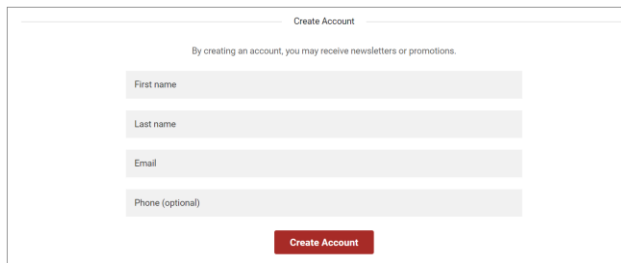 Create Account
By creating an account, you may receive newsletters or promotions.
First name
Last name
Email
Phone (optional)
Create Account